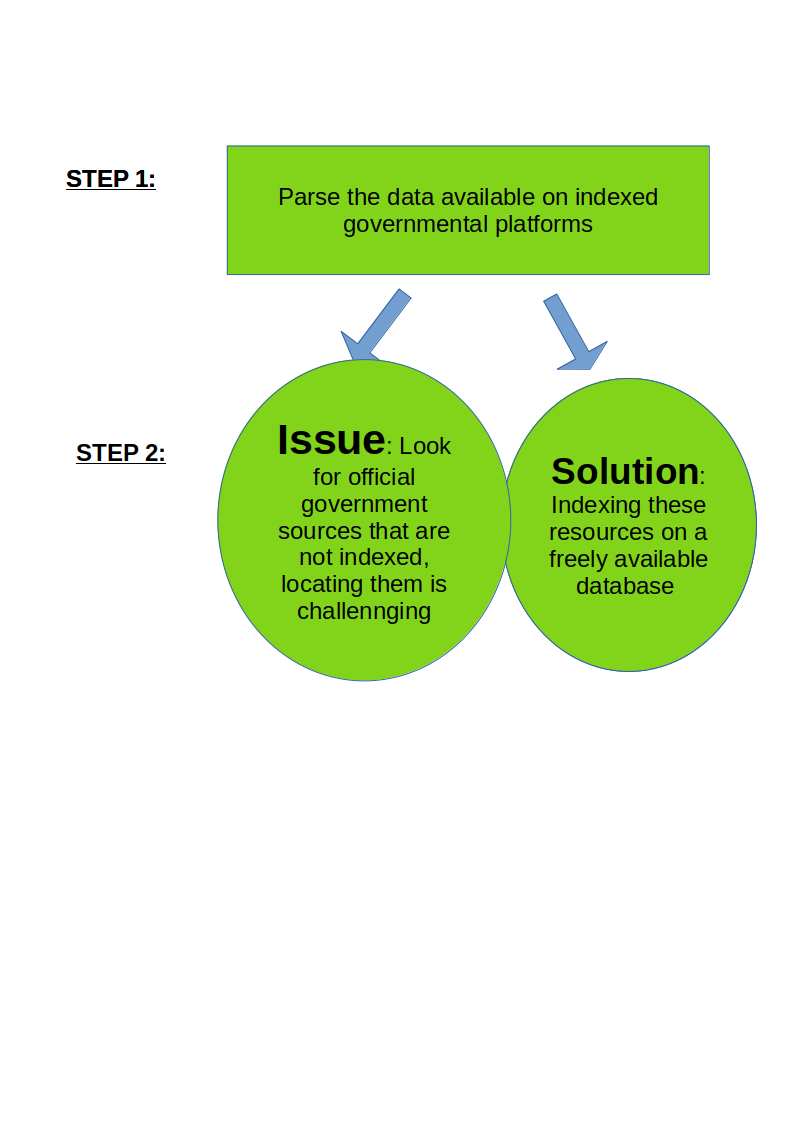 STEP 1:
Parse the data available on indexed
governmental platforms
STEP 2:
Issue: Look
for official
government
sources that are
not indexed,
locating them is
challennging
Solution:
Indexing these
resources on a
freely available
database